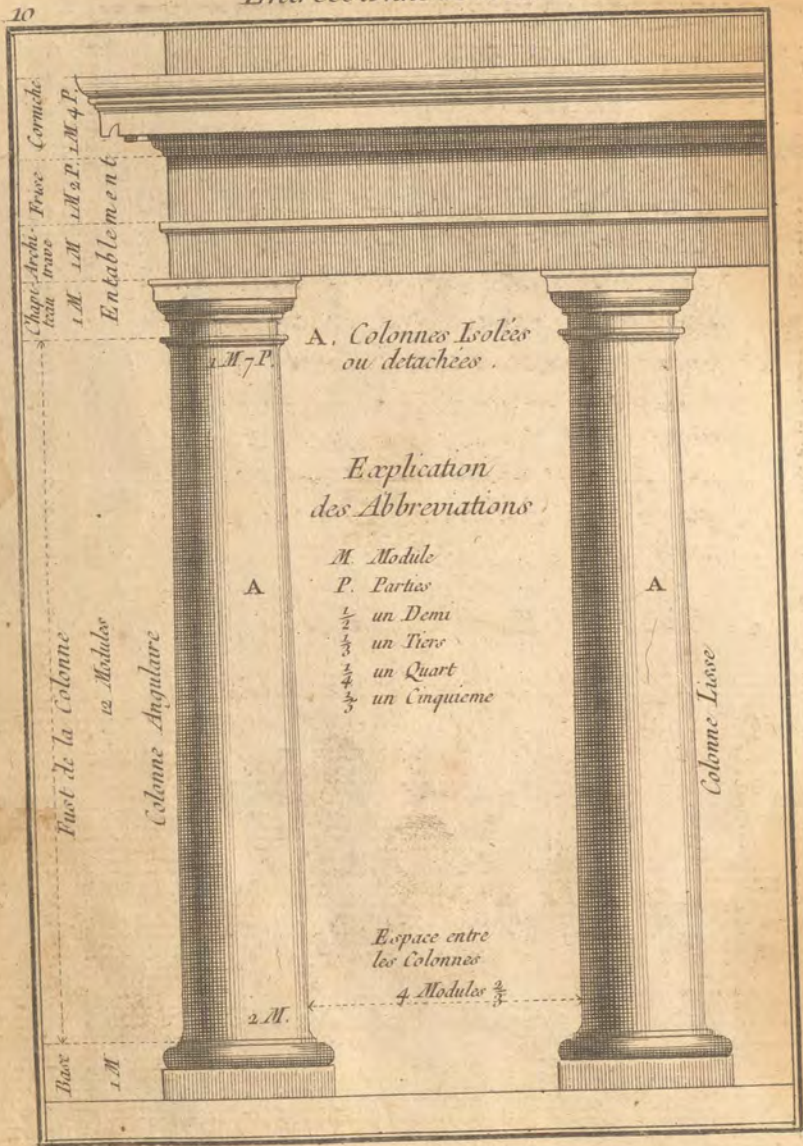 10
Corniche
1 M 4 P.
Frise
1 M 2 P.
Archi-
trave
1 M
Entablement
Chapi-
teau
1 M.
1 M 7 P.
A. Colonnes Isolées
ou detachées.
Explication
des Abbreviations
M. Module
P. Parties
1/2 un Demi
1/3 un Tiers
1/4 un Quart
1/5 un Cinquieme
A
A
Fust de la Colonne
12 Modules
Colonne Angulaire
Colonne Lisse
Espace entre
les Colonnes
4 Modules 2/3
2 M.
Base
1 M